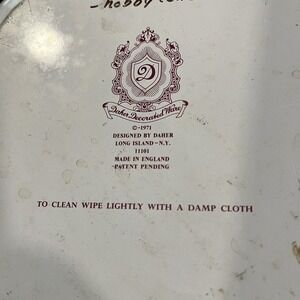 D
Daher Decorated Ware
©-1971
DESIGNED BY DAHER
LONG ISLAND-N.Y.
11101
MADE IN ENGLAND
PATENT PENDING
TO CLEAN WIPE LIGHTLY WITH A DAMP CLOTH